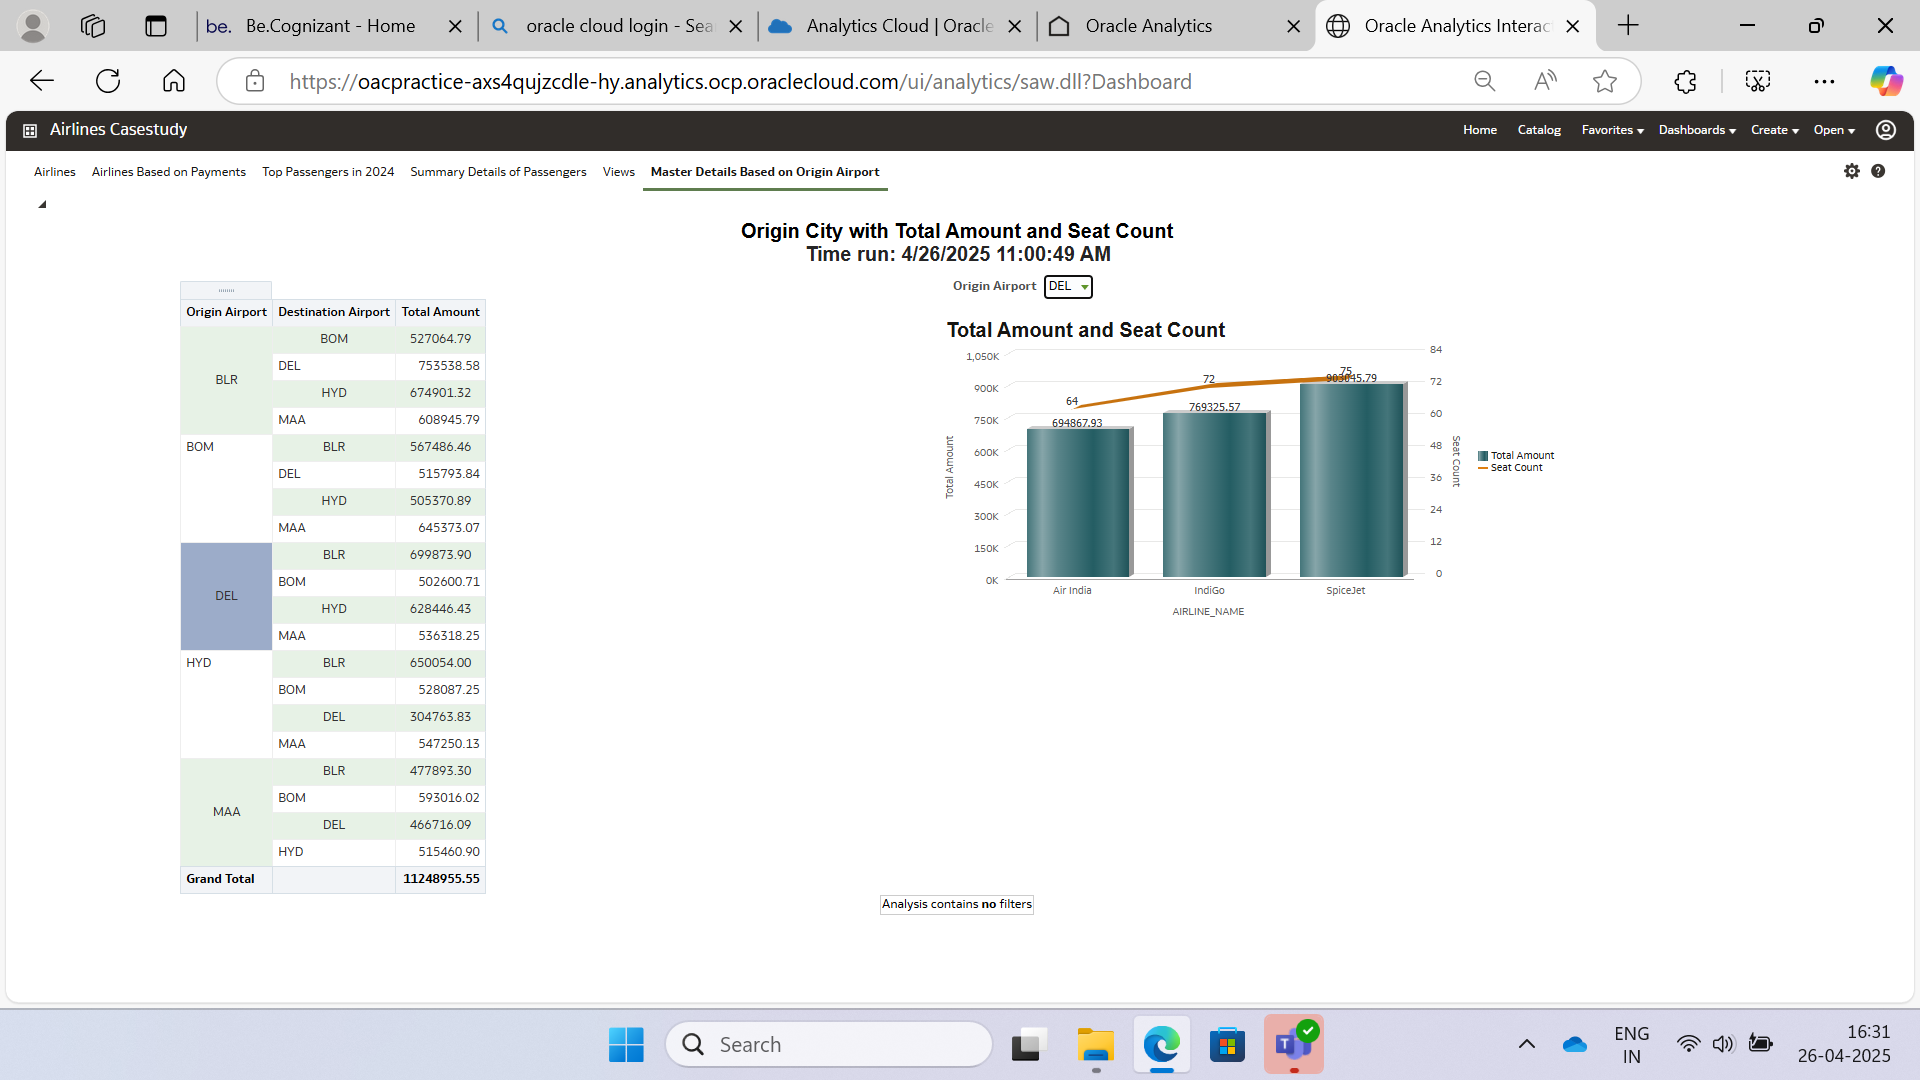 be. Be.Cognizant - Home
oracle cloud login - Sea
Analytics Cloud | Oracle
Oracle Analytics
Oracle Analytics Interac
https://oacpractice-axs4qujzcdle-hy.analytics.ocp.oraclecloud.com/ui/analytics/saw.dll?Dashboard
Airlines Casestudy
Home Catalog Favorites Dashboards Create Open
Airlines Airlines Based on Payments Top Passengers in 2024 Summary Details of Passengers Views Master Details Based on Origin Airport
Origin City with Total Amount and Seat Count
Time run: 4/26/2025 11:00:49 AM
Origin Airport Destination Airport Total Amount
BLR BOM 527064.79
DEL 753538.58
HYD 674901.32
MAA 608945.79
BOM BLR 567486.46
DEL 515793.84
HYD 505370.89
MAA 645373.07
DEL BLR 699873.90
BOM 502600.71
HYD 628446.43
MAA 536318.25
HYD BLR 650054.00
BOM 528087.25
DEL 304763.83
MAA 547250.13
MAA BLR 477893.30
BOM 593016.02
DEL 466716.09
HYD 515460.90
Grand Total 11248955.55
Origin Airport DEL
Total Amount and Seat Count
Total Amount
1,050K
900K
750K
600K
450K
300K
150K
0K
64
694867.93
72
769325.57
75
84
72
60
48
36
24
12
0
Seat Count
Air India IndiGo SpiceJet
AIRLINE_NAME
Total Amount
Seat Count
Analysis contains no filters
Search
ENG
IN
16:31
26-04-2025